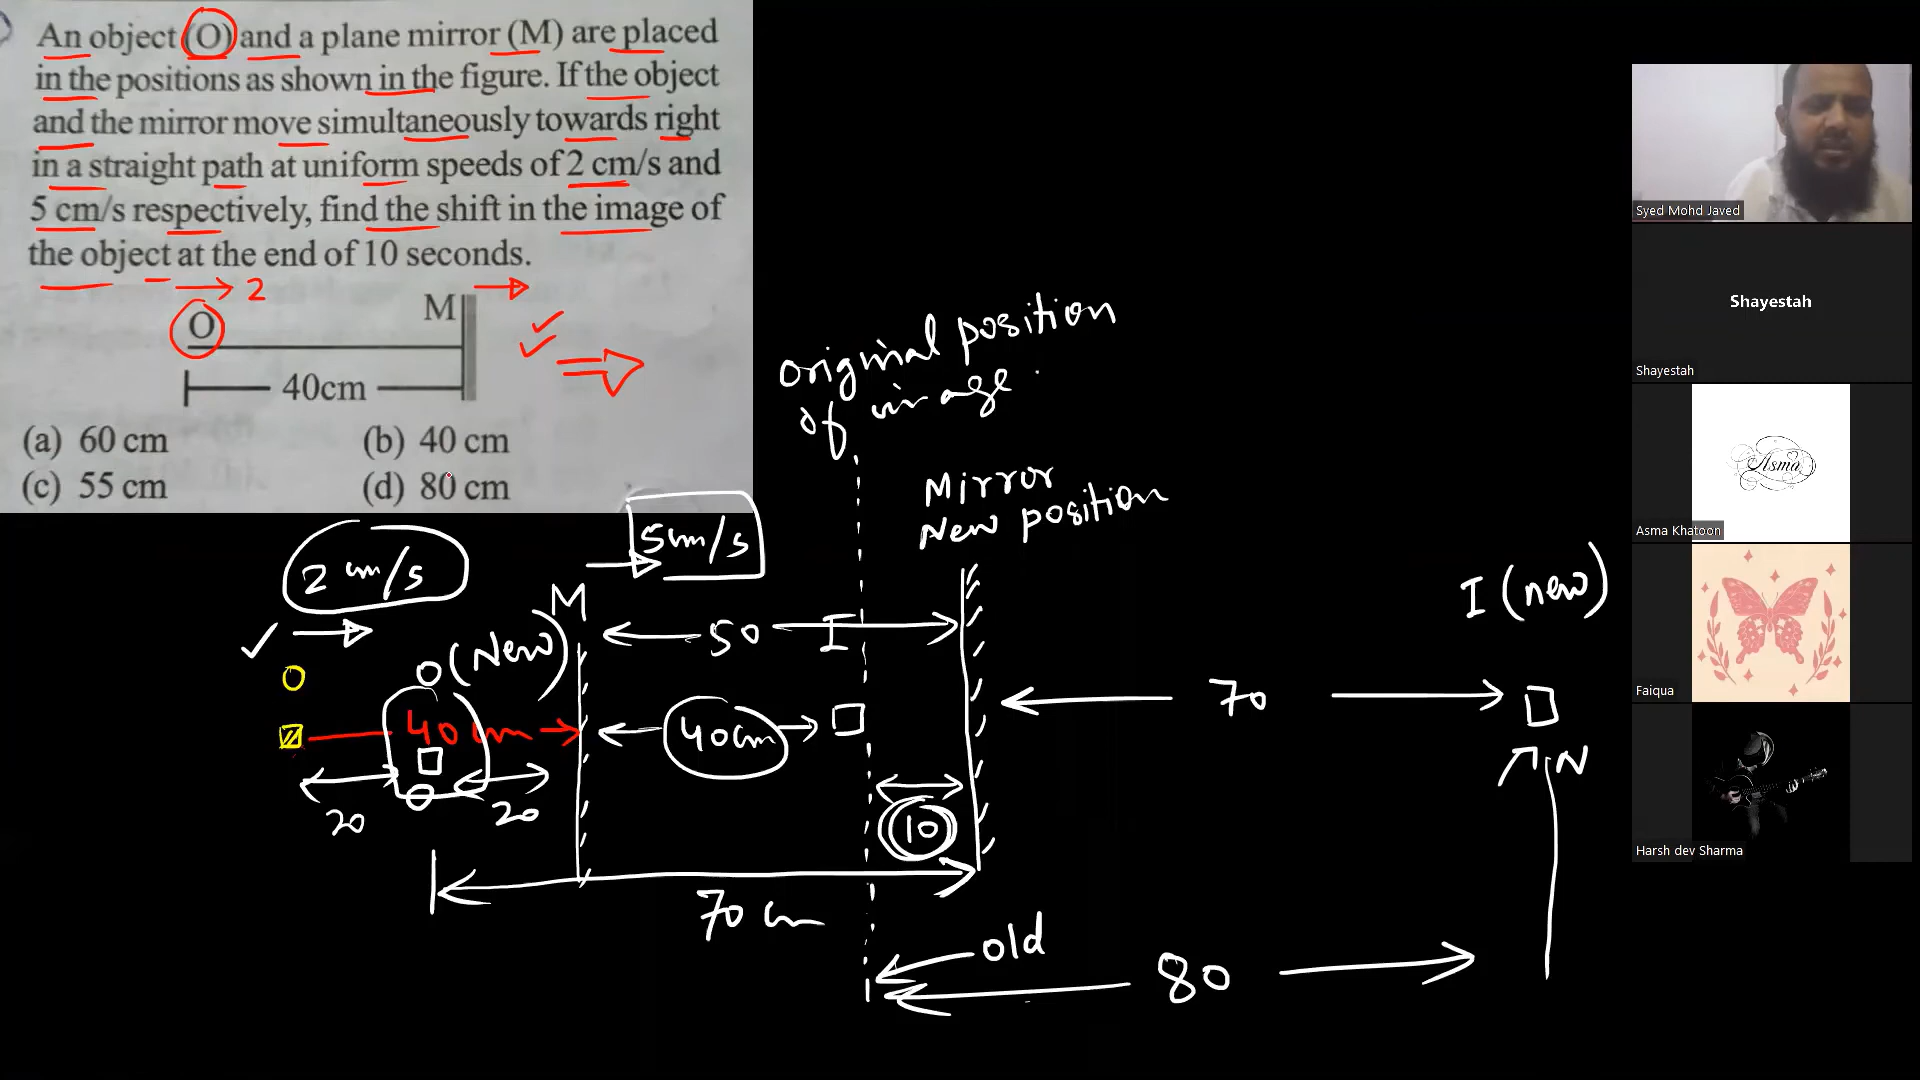 An object (O) and a plane mirror (M) are placed
in the positions as shown in the figure. If the object
and the mirror move simultaneously towards right
in a straight path at uniform speeds of 2 cm/s and
5 cm/s respectively, find the shift in the image of
the object at the end of 10 seconds.
2
O
M
40cm
(a) 60 cm
(b) 40 cm
(c) 55 cm
(d) 80 cm
original position
of image.
Mirror
New position
2 cm/s
5cm/s
M
O (New)
50
I
I (new)
O
40 cm
40cm
70
20
20
10
N
70 cm
old
80
Syed Mohd Javed
Shayestah
Shayestah
Asma
Asma Khatoon
Faiqua
Harsh dev Sharma